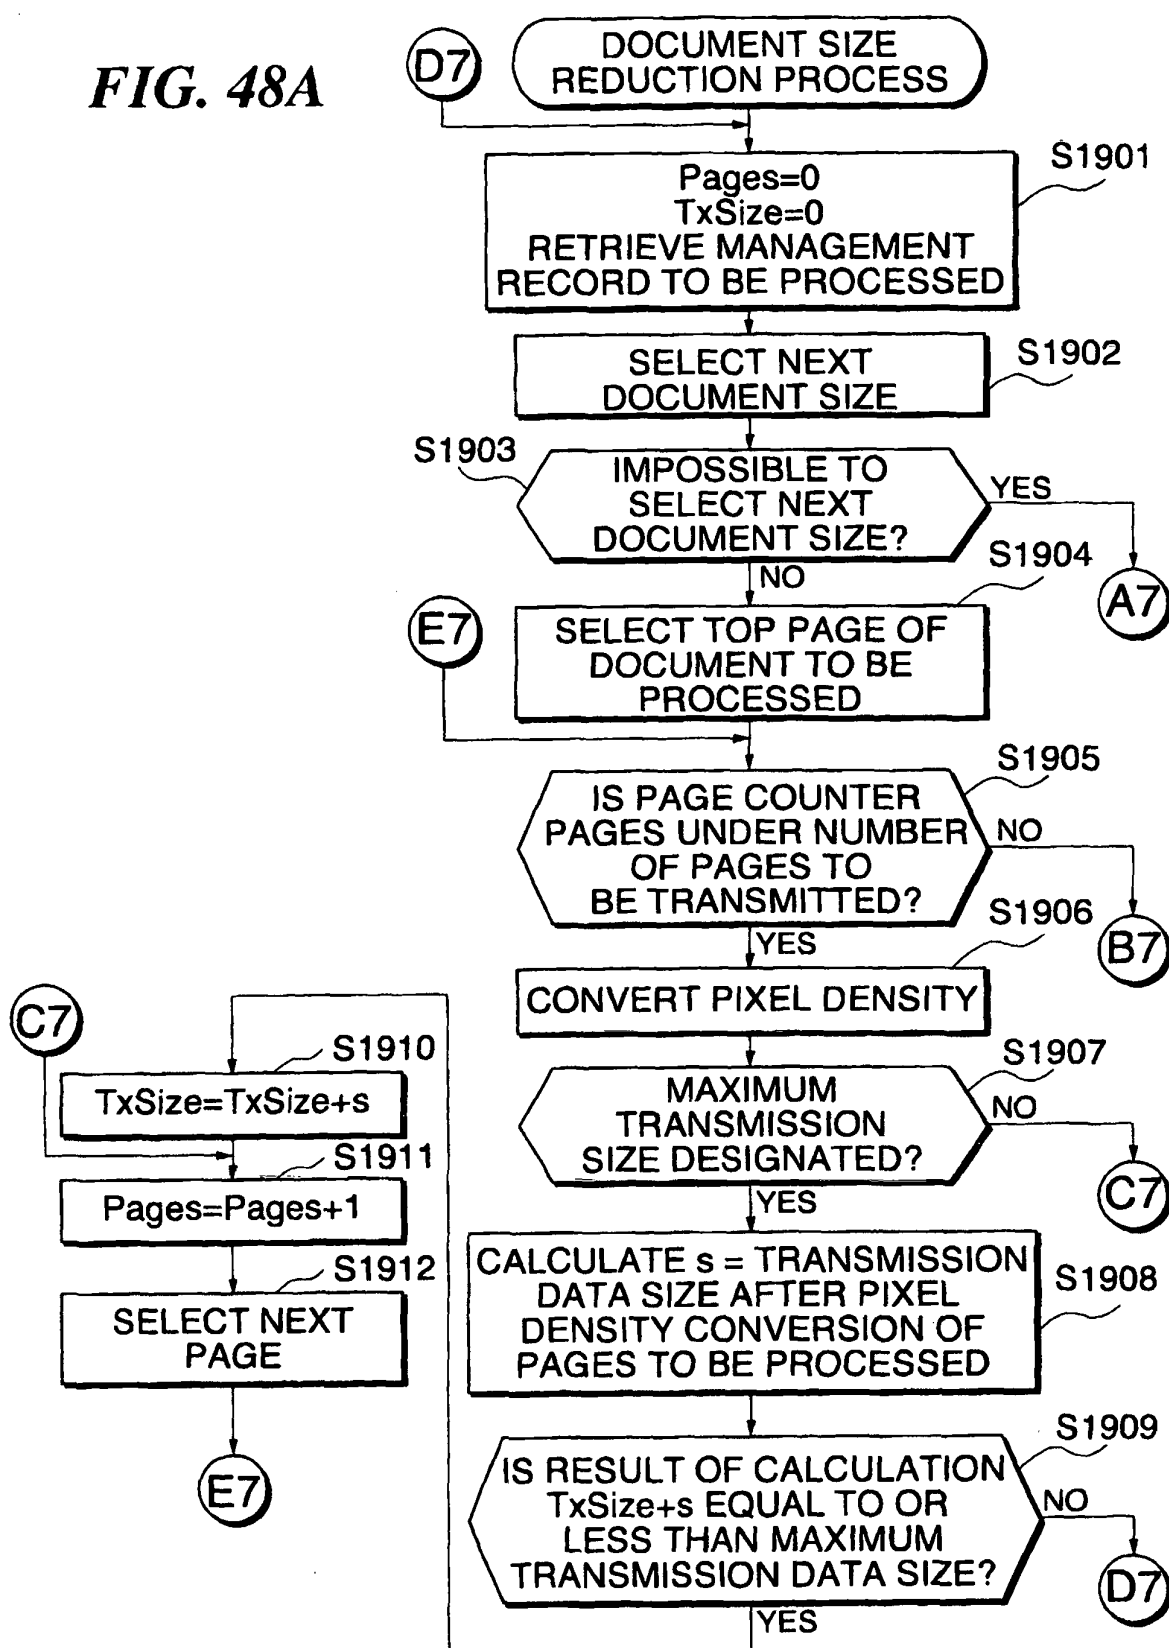 FIG. 48A
D7
DOCUMENT SIZE
REDUCTION PROCESS
S1901
Pages=0
TxSize=0
RETRIEVE MANAGEMENT
RECORD TO BE PROCESSED
S1902
SELECT NEXT
DOCUMENT SIZE
S1903
IMPOSSIBLE TO
SELECT NEXT
DOCUMENT SIZE?
YES
A7
NO
S1904
E7
SELECT TOP PAGE OF
DOCUMENT TO BE
PROCESSED
S1905
IS PAGE COUNTER
PAGES UNDER NUMBER
OF PAGES TO
BE TRANSMITTED?
NO
B7
YES
S1906
CONVERT PIXEL DENSITY
S1907
MAXIMUM
TRANSMISSION
SIZE DESIGNATED?
NO
C7
YES
S1908
CALCULATE s = TRANSMISSION
DATA SIZE AFTER PIXEL
DENSITY CONVERSION OF
PAGES TO BE PROCESSED
S1909
IS RESULT OF CALCULATION
TxSize+s EQUAL TO OR
LESS THAN MAXIMUM
TRANSMISSION DATA SIZE?
NO
D7
YES
C7
S1910
TxSize=TxSize+s
S1911
Pages=Pages+1
S1912
SELECT NEXT
PAGE
E7